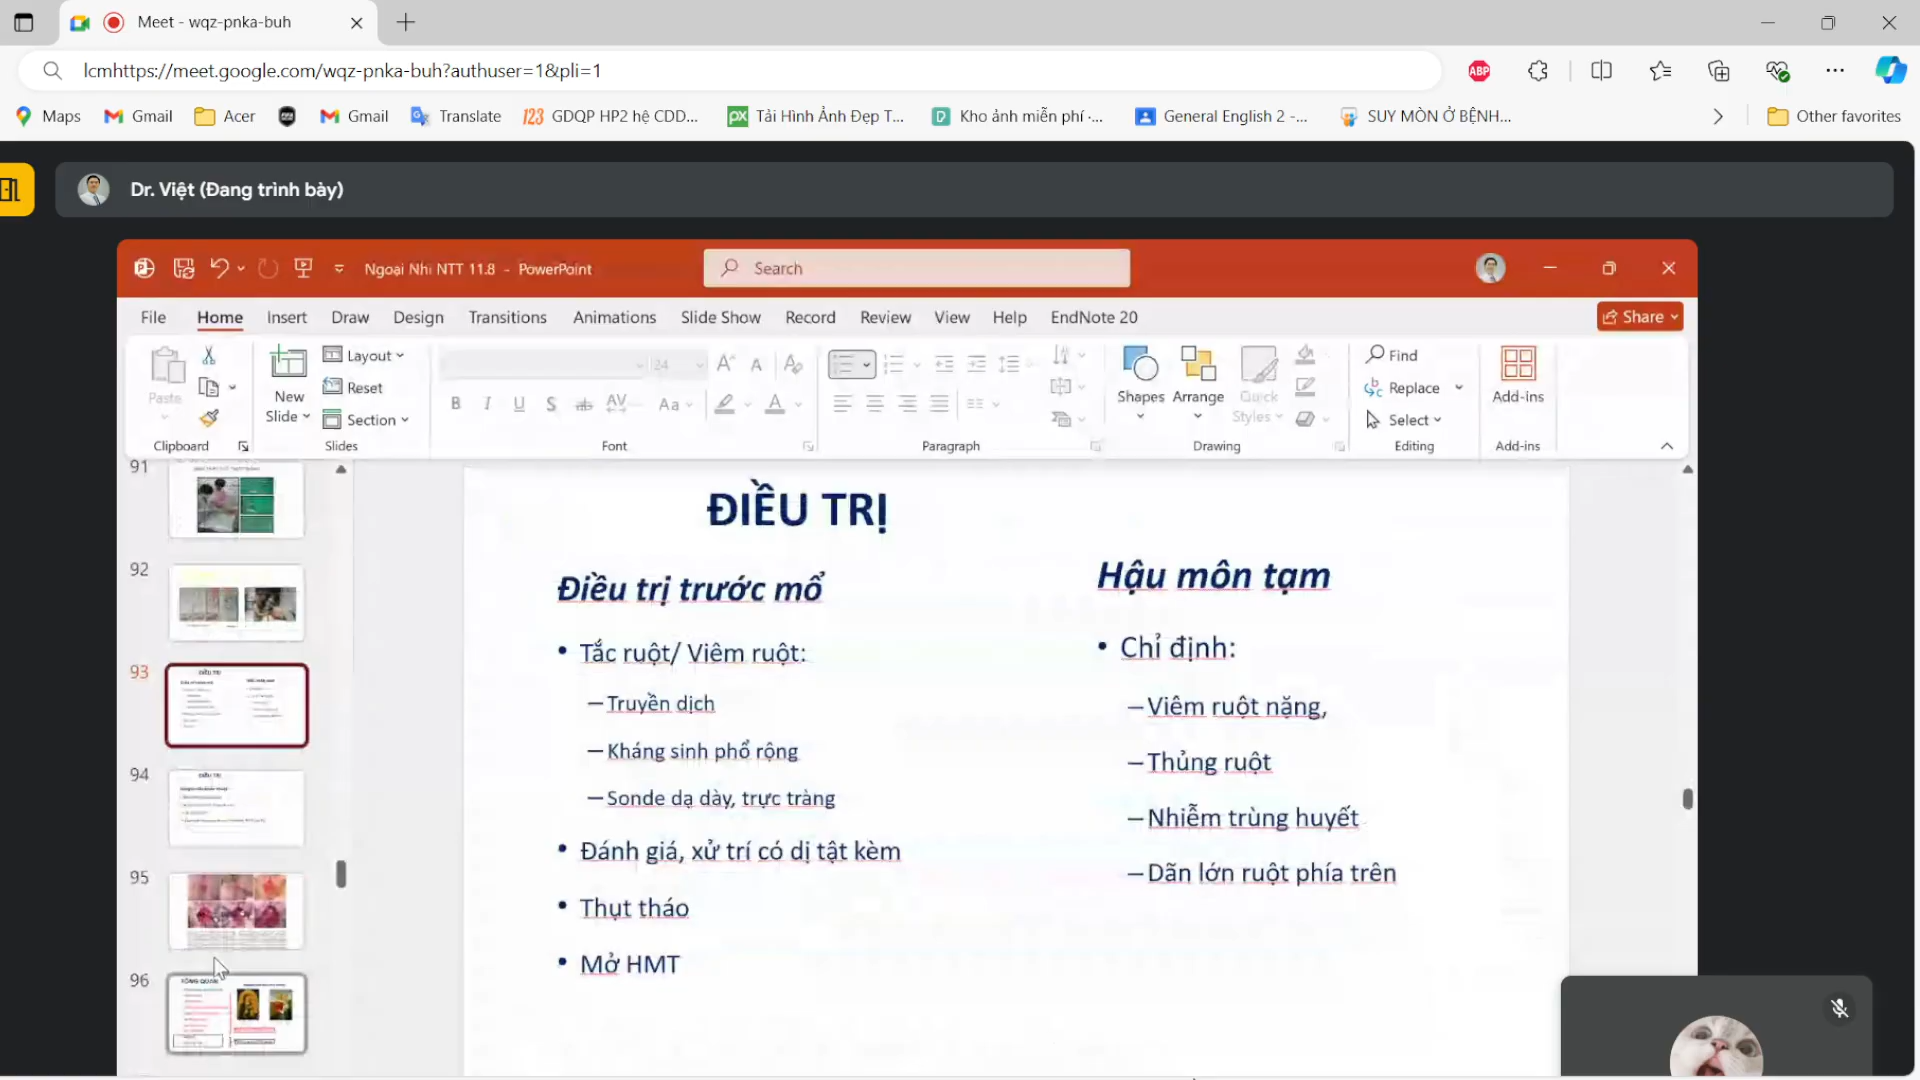 Meet - wqz-pnka-buh
lcmhttps://meet.google.com/wqz-pnka-buh?authuser=1&pli=1
ABP
Maps Gmail Acer Gmail Translate 123 GDQP HP2 hệ CDD... px Tải Hình Ảnh Đẹp T... Kho ảnh miễn phí ·... General English 2 -... SUY MÒN Ở BỆNH... Other favorites
Dr. Việt (Đang trình bày)
Ngoại Nhi NTT 11.8 - PowerPoint
Search
File Home Insert Draw Design Transitions Animations Slide Show Record Review View Help EndNote 20 Share
Paste
Clipboard
New Slide
Layout
Reset
Section
Slides
24
Font
Paragraph
Shapes Arrange Quick Styles
Drawing
Find
Replace
Select
Editing
Add-ins
Add-ins
91
92
93
94
95
96
ĐIỀU TRỊ
Điều trị trước mổ
• Tắc ruột/ Viêm ruột:
– Truyền dịch
– Kháng sinh phổ rộng
– Sonde dạ dày, trực tràng
• Đánh giá, xử trí có dị tật kèm
• Thụt tháo
• Mở HMT
Hậu môn tạm
• Chỉ định:
– Viêm ruột nặng,
– Thủng ruột
– Nhiễm trùng huyết
– Dãn lớn ruột phía trên